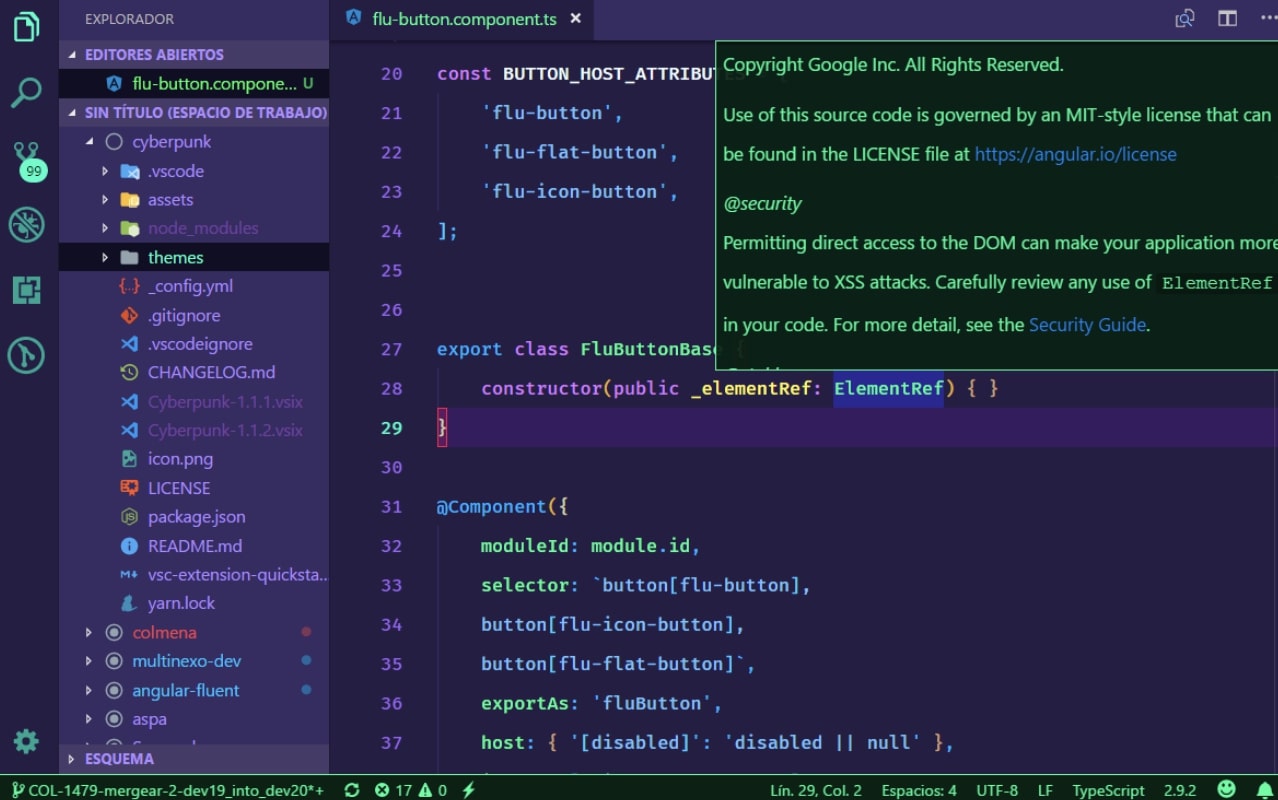 EXPLORADOR
EDITORES ABIERTOS
flu-button.compone... U
SIN TÍTULO (ESPACIO DE TRABAJO)
cyberpunk
.vscode
assets
node_modules
themes
_config.yml
.gitignore
.vscodeignore
CHANGELOG.md
Cyberpunk-1.1.1.vsix
Cyberpunk-1.1.2.vsix
icon.png
LICENSE
package.json
README.md
vsc-extension-quicksta...
yarn.lock
colmena
multinexo-dev
angular-fluent
aspa
ESQUEMA
99
flu-button.component.ts ×
20 const BUTTON_HOST_ATTRIBUTES = [
21 'flu-button',
22 'flu-flat-button',
23 'flu-icon-button',
24 ];
25
26
27 export class FluButtonBase {
28 constructor(public _elementRef: ElementRef) { }
29 }
30
31 @Component({
32 moduleId: module.id,
33 selector: `button[flu-button],
34 button[flu-icon-button],
35 button[flu-flat-button]`,
36 exportAs: 'fluButton',
37 host: { '[disabled]': 'disabled || null' },
Copyright Google Inc. All Rights Reserved.
Use of this source code is governed by an MIT-style license that can
be found in the LICENSE file at https://angular.io/license
@security
Permitting direct access to the DOM can make your application more
vulnerable to XSS attacks. Carefully review any use of ElementRef
in your code. For more detail, see the Security Guide.
COL-1479-mergear-2-dev19_into_dev20*+ 17 0 Lín. 29, Col. 2 Espacios: 4 UTF-8 LF TypeScript 2.9.2